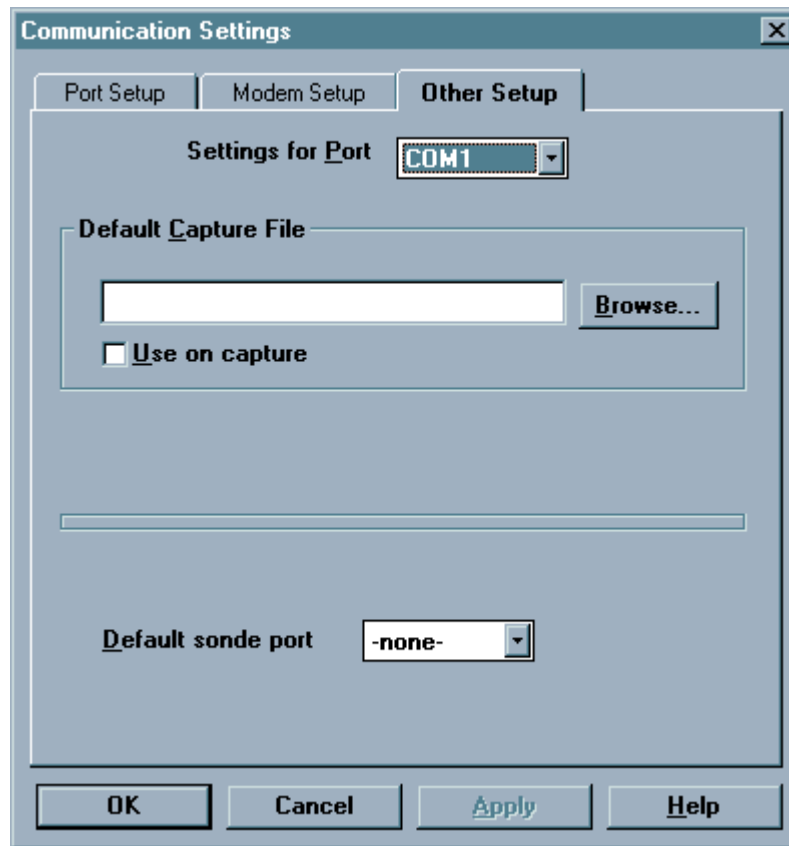 Communication Settings
Port Setup Modem Setup Other Setup
Settings for Port COM1
Default Capture File
Browse...
Use on capture
Default sonde port -none-
OK Cancel Apply Help